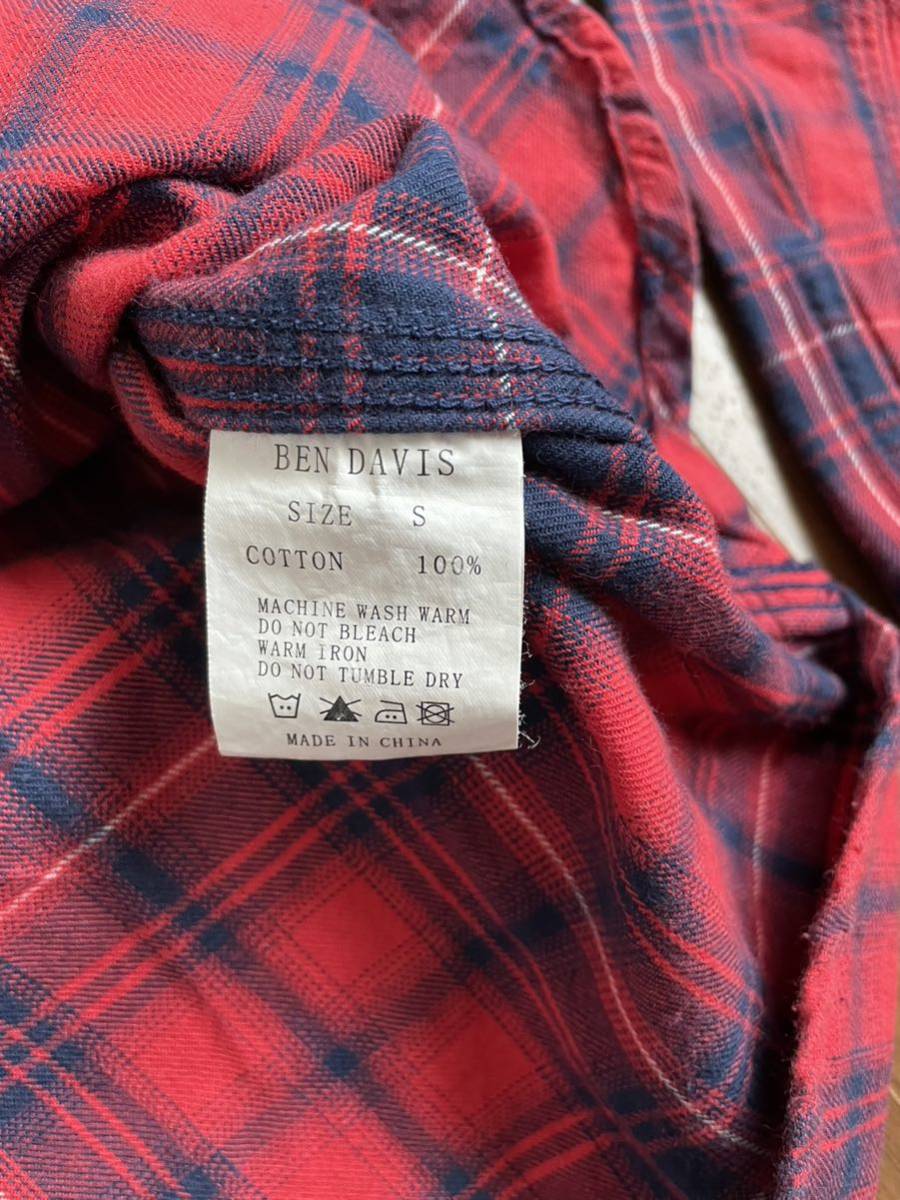 BEN DAVIS
SIZE S
COTTON 100%
MACHINE WASH WARM
DO NOT BLEACH
WARM IRON
DO NOT TUMBLE DRY
MADE IN CHINA